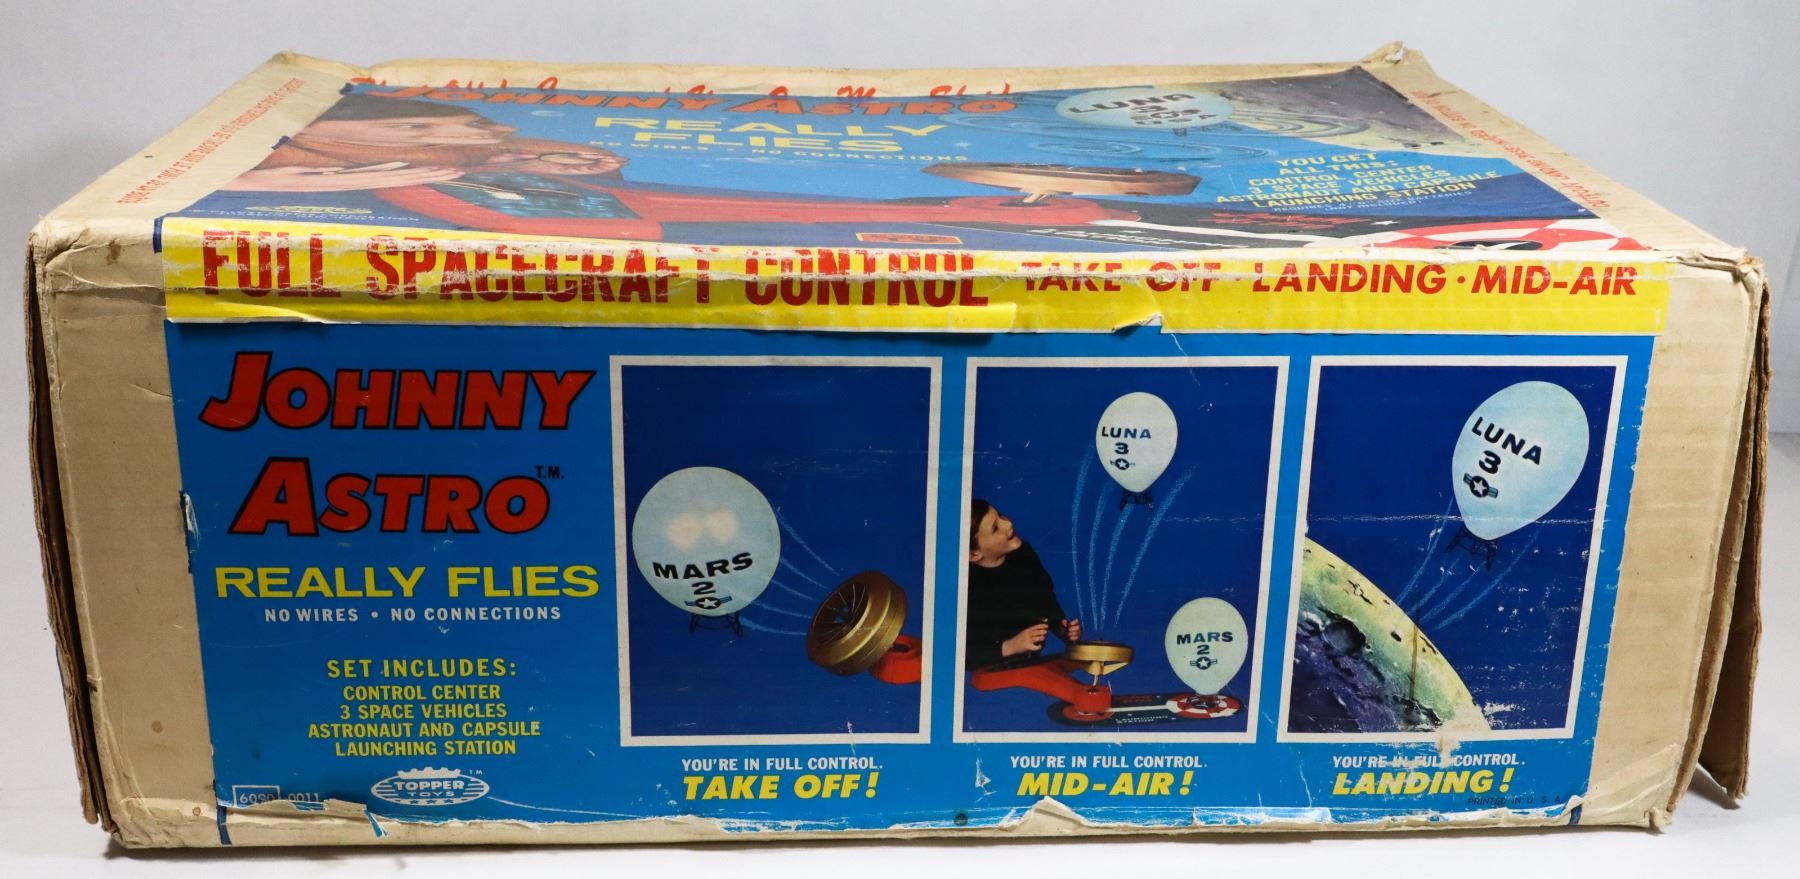 JOHNNY ASTRO
REALLY
FLIES
NO WIRES - NO CONNECTIONS
LUNA
YOU GET
ALL THIS:
CONTROL CENTER
3 SPACE VEHICLES
ASTRONAUT AND CAPSULE
LAUNCHING STATION
FULL SPACECRAFT CONTROL TAKE OFF · LANDING · MID-AIR
JOHNNY
ASTRO T.M.
REALLY FLIES
NO WIRES • NO CONNECTIONS
SET INCLUDES:
CONTROL CENTER
3 SPACE VEHICLES
ASTRONAUT AND CAPSULE
LAUNCHING STATION
6090 0011
TOPPER T.M.
TOYS
MARS
2
YOU'RE IN FULL CONTROL.
TAKE OFF!
LUNA
3
MARS
2
YOU'RE IN FULL CONTROL.
MID-AIR!
LUNA
3
YOU'RE IN FULL CONTROL.
LANDING!
PRINTED IN U.S.A.